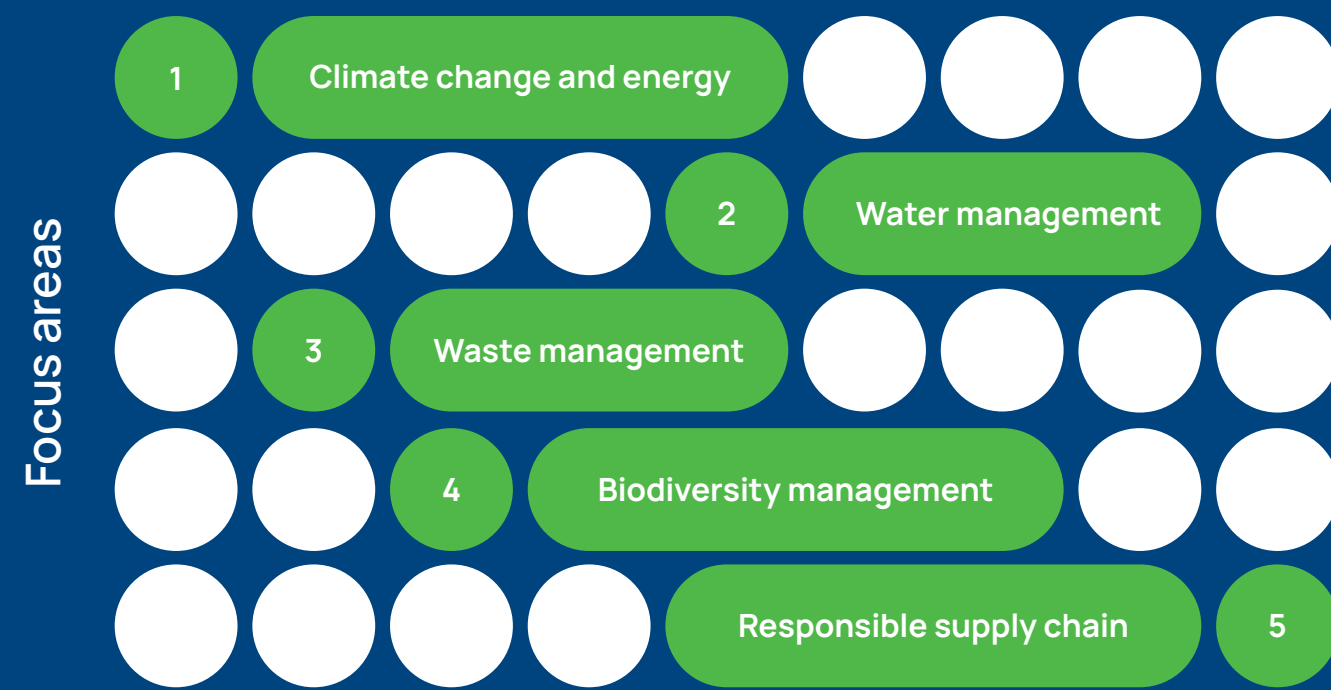 Focus areas
1
Climate change and energy
2
Water management
3
Waste management
4
Biodiversity management
Responsible supply chain
5